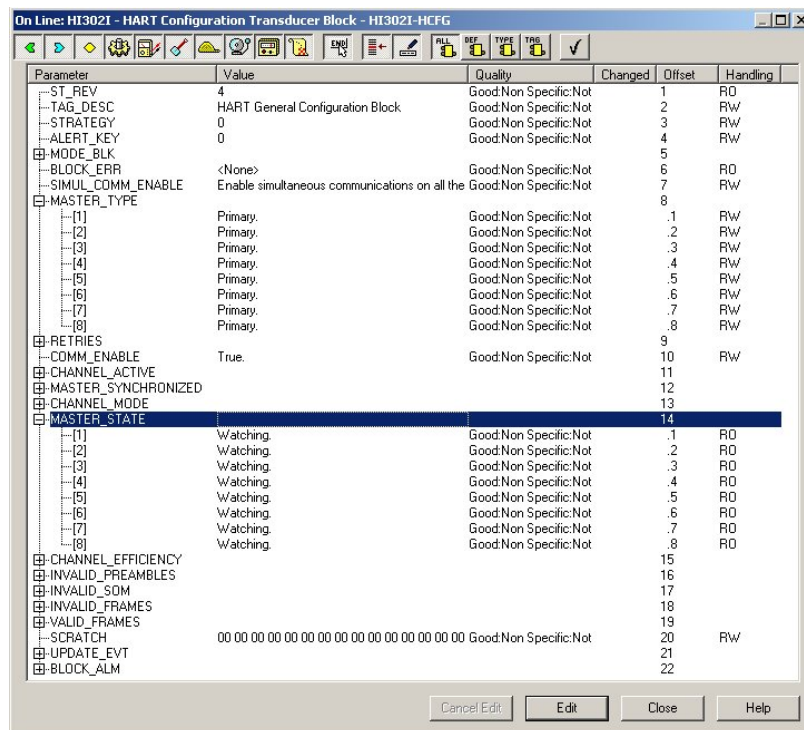 On Line: HI302I - HART Configuration Transducer Block - HI302I-HCFG
END ALL DEF TYPE TAG
Parameter Value Quality Changed Offset Handling
ST_REV 4 Good:Non Specific:Not 1 RO
TAG_DESC HART General Configuration Block Good:Non Specific:Not 2 RW
STRATEGY 0 Good:Non Specific:Not 3 RW
ALERT_KEY 0 Good:Non Specific:Not 4 RW
MODE_BLK 5
BLOCK_ERR <None> Good:Non Specific:Not 6 RO
SIMUL_COMM_ENABLE Enable simultaneous communications on all the Good:Non Specific:Not 7 RW
MASTER_TYPE 8
[1] Primary. Good:Non Specific:Not .1 RW
[2] Primary. Good:Non Specific:Not .2 RW
[3] Primary. Good:Non Specific:Not .3 RW
[4] Primary. Good:Non Specific:Not .4 RW
[5] Primary. Good:Non Specific:Not .5 RW
[6] Primary. Good:Non Specific:Not .6 RW
[7] Primary. Good:Non Specific:Not .7 RW
[8] Primary. Good:Non Specific:Not .8 RW
RETRIES 9
COMM_ENABLE True. Good:Non Specific:Not 10 RW
CHANNEL_ACTIVE 11
MASTER_SYNCHRONIZED 12
CHANNEL_MODE 13
MASTER_STATE 14
[1] Watching. Good:Non Specific:Not .1 RO
[2] Watching. Good:Non Specific:Not .2 RO
[3] Watching. Good:Non Specific:Not .3 RO
[4] Watching. Good:Non Specific:Not .4 RO
[5] Watching. Good:Non Specific:Not .5 RO
[6] Watching. Good:Non Specific:Not .6 RO
[7] Watching. Good:Non Specific:Not .7 RO
[8] Watching. Good:Non Specific:Not .8 RO
CHANNEL_EFFICIENCY 15
INVALID_PREAMBLES 16
INVALID_SOM 17
INVALID_FRAMES 18
VALID_FRAMES 19
SCRATCH 00 00 00 00 00 00 00 00 00 00 00 00 00 00 00 00 Good:Non Specific:Not 20 RW
UPDATE_EVT 21
BLOCK_ALM 22
Cancel Edit Edit Close Help